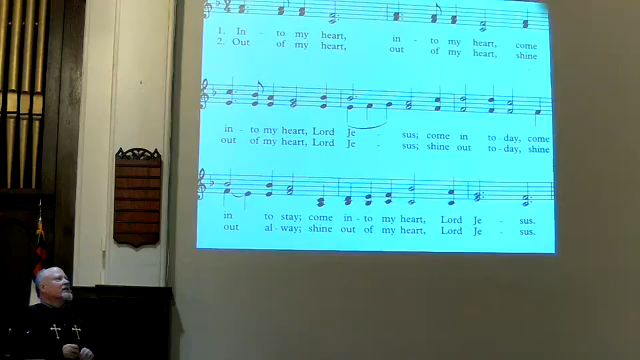 1. In - to my heart, in - to my heart, come
2. Out of my heart, out of my heart, shine
in - to my heart, Lord Je - sus; come in to - day, come
out of my heart, Lord Je - sus; shine out to - day, shine
in to stay; come in - to my heart, Lord Je - sus.
out al - way; shine out of my heart, Lord Je - sus.